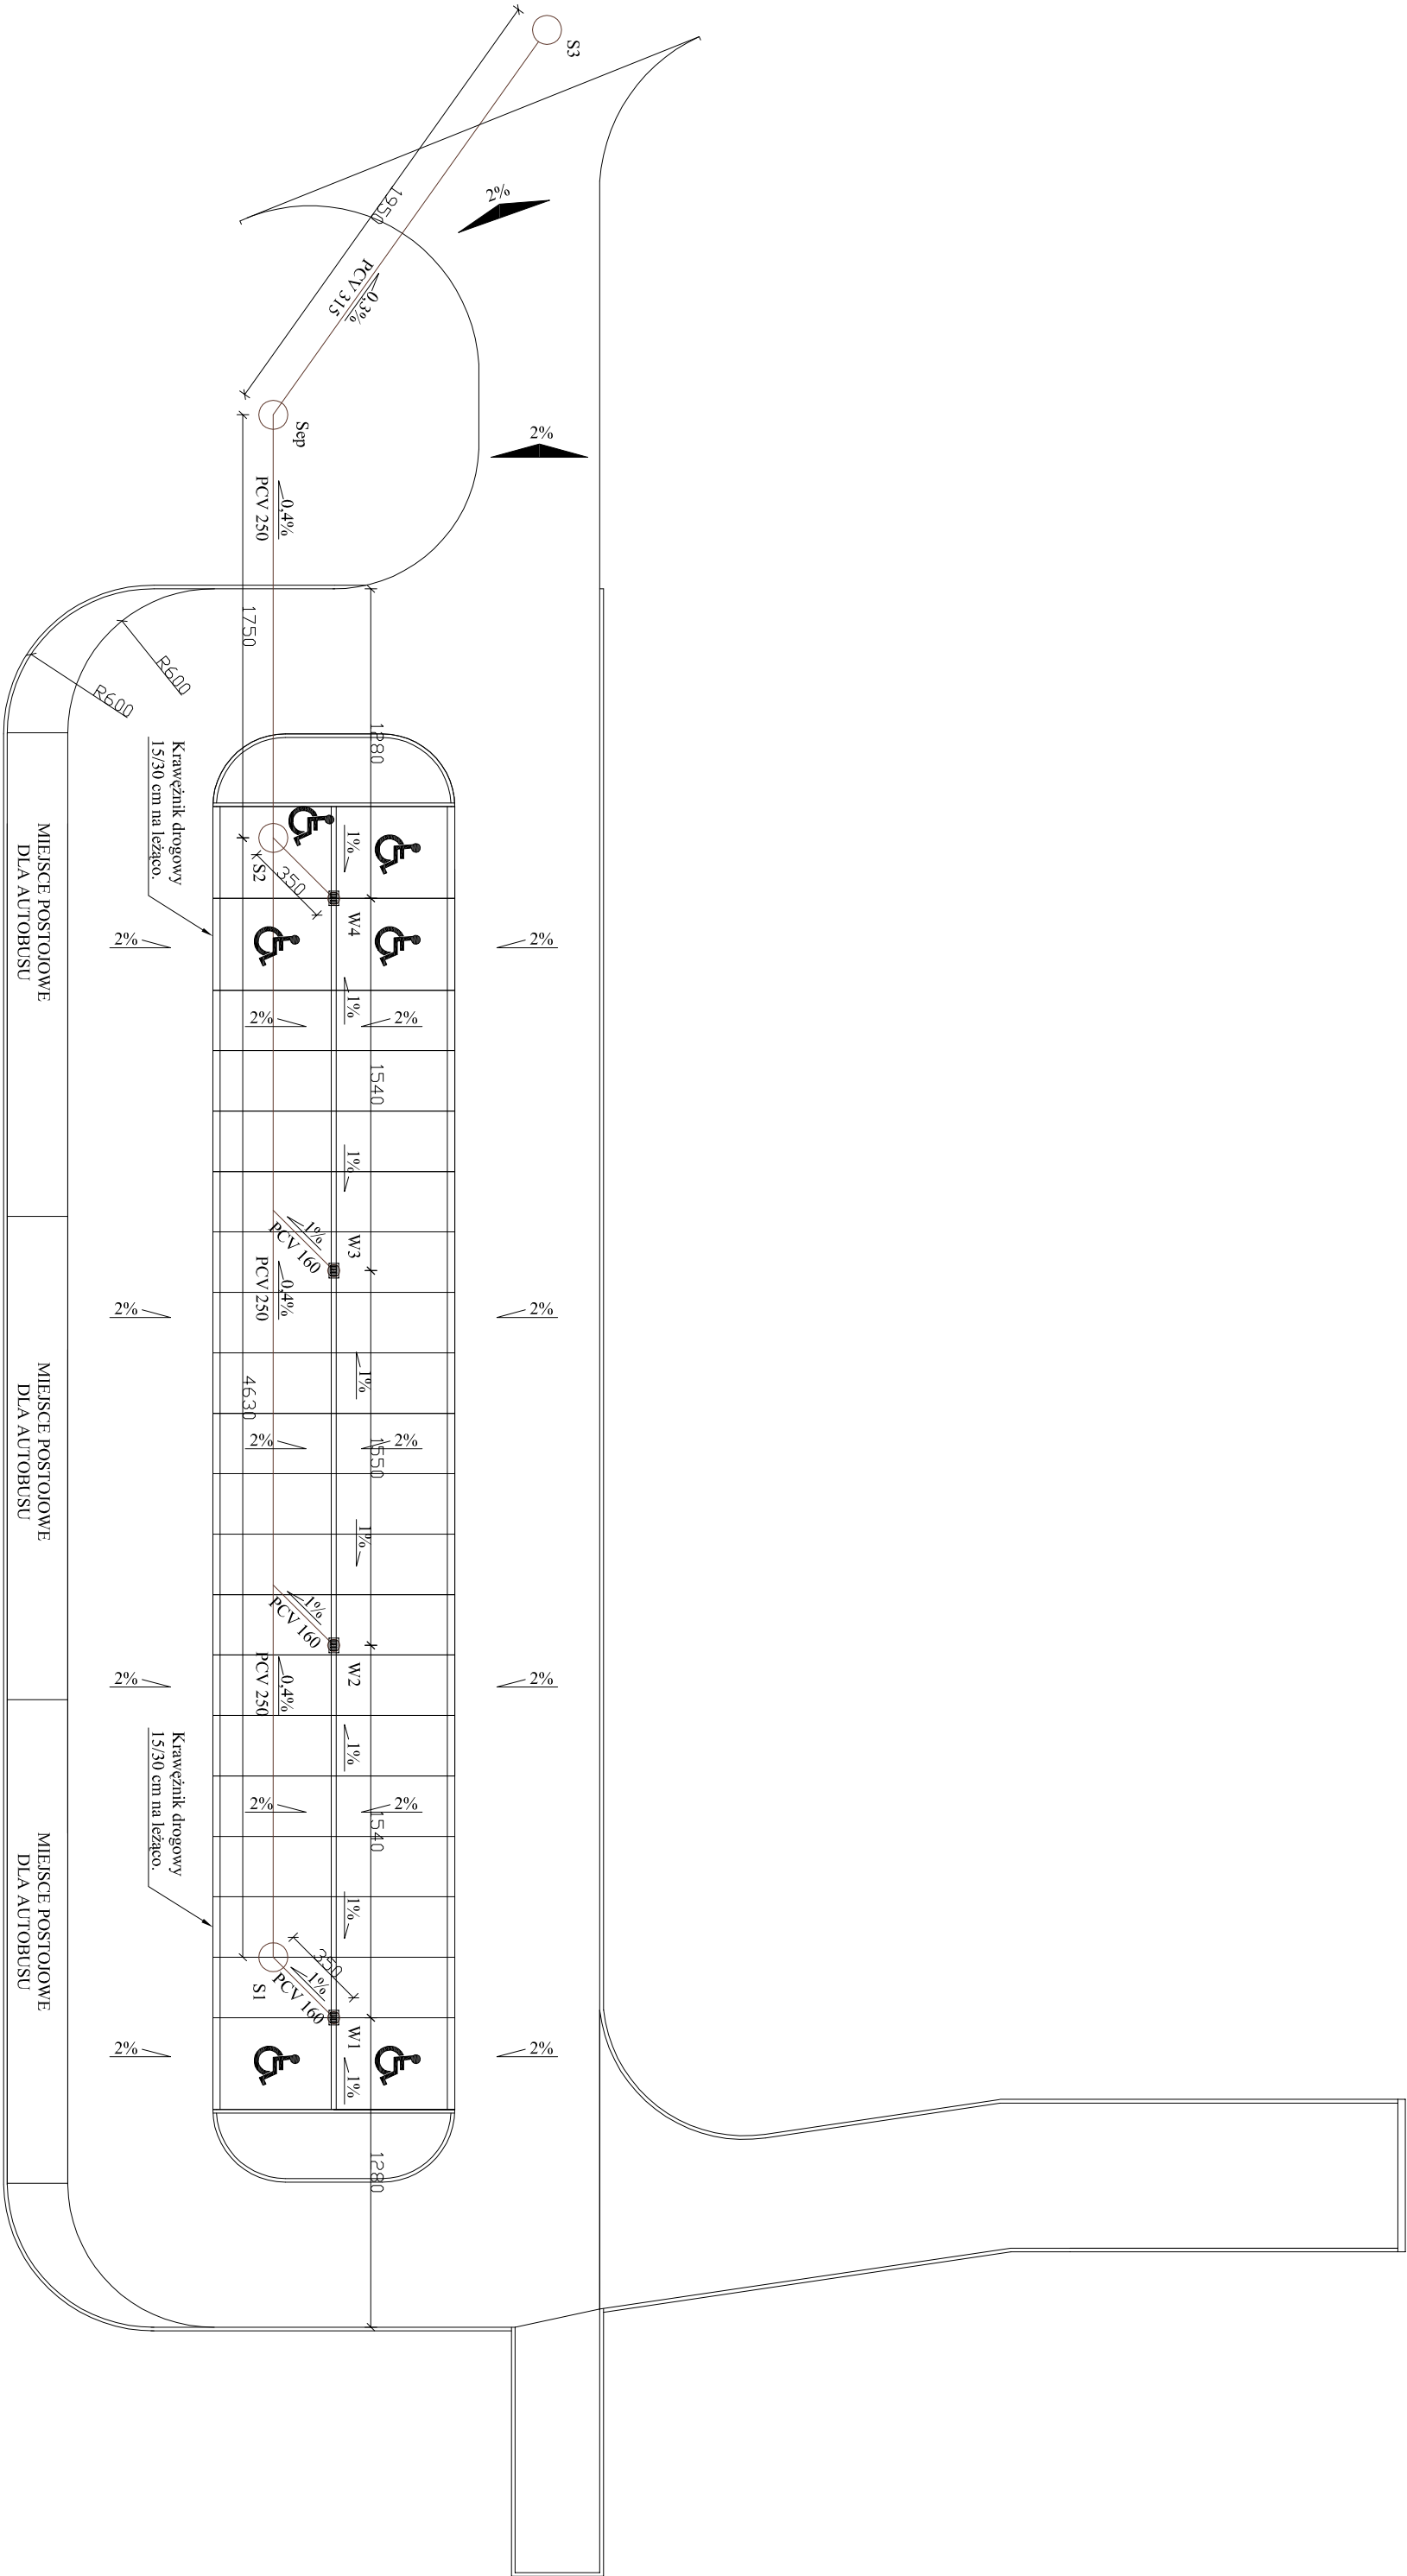 S3
2%
1950
PCV 315
0,3%
Sep
2%
PCV 250
0,4%
1750
R600
R600
1280
Krawężnik drogowy
15/30 cm na leżąco.
1%
S2
350
W4
MIEJSCE POSTOJOWE
DLA AUTOBUSU
2%
2%
1%
2%
2%
1540
1%
1%
PCV 160
W3
PCV 250
0,4%
2%
2%
1%
MIEJSCE POSTOJOWE
DLA AUTOBUSU
4630
2%
2%
1550
1%
1%
PCV 160
W2
PCV 250
0,4%
2%
2%
1%
Krawężnik drogowy
15/30 cm na leżąco.
2%
2%
1540
1%
MIEJSCE POSTOJOWE
DLA AUTOBUSU
350
1%
PCV 160
S1
W1
2%
2%
1%
1280